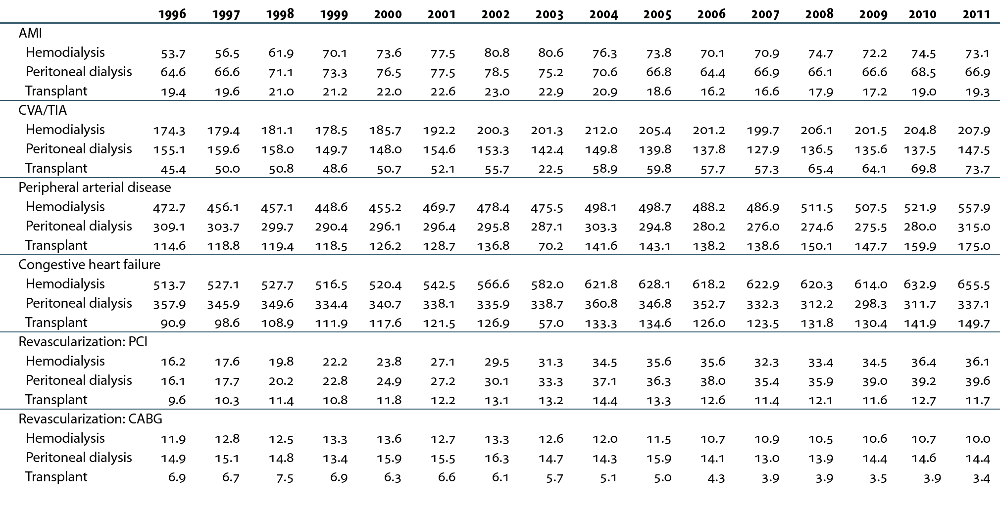 1996 1997 1998 1999 2000 2001 2002 2003 2004 2005 2006 2007 2008 2009 2010 2011
AMI
Hemodialysis 53.7 56.5 61.9 70.1 73.6 77.5 80.8 80.6 76.3 73.8 70.1 70.9 74.7 72.2 74.5 73.1
Peritoneal dialysis 64.6 66.6 71.1 73.3 76.5 77.5 78.5 75.2 70.6 66.8 64.4 66.9 66.1 66.6 68.5 66.9
Transplant 19.4 19.6 21.0 21.2 22.0 22.6 23.0 22.9 20.9 18.6 16.2 16.6 17.9 17.2 19.0 19.3
CVA/TIA
Hemodialysis 174.3 179.4 181.1 178.5 185.7 192.2 200.3 201.3 212.0 205.4 201.2 199.7 206.1 201.5 204.8 207.9
Peritoneal dialysis 155.1 159.6 158.0 149.7 148.0 154.6 153.3 142.4 149.8 139.8 137.8 127.9 136.5 135.6 137.5 147.5
Transplant 45.4 50.0 50.8 48.6 50.7 52.1 55.7 22.5 58.9 59.8 57.7 57.3 65.4 64.1 69.8 73.7
Peripheral arterial disease
Hemodialysis 472.7 456.1 457.1 448.6 455.2 469.7 478.4 475.5 498.1 498.7 488.2 486.9 511.5 507.5 521.9 557.9
Peritoneal dialysis 309.1 303.7 299.7 290.4 296.1 296.4 295.8 287.1 303.3 294.8 280.2 276.0 274.6 275.5 280.0 315.0
Transplant 114.6 118.8 119.4 118.5 126.2 128.7 136.8 70.2 141.6 143.1 138.2 138.6 150.1 147.7 159.9 175.0
Congestive heart failure
Hemodialysis 513.7 527.1 527.7 516.5 520.4 542.5 566.6 582.0 621.8 628.1 618.2 622.9 620.3 614.0 632.9 655.5
Peritoneal dialysis 357.9 345.9 349.6 334.4 340.7 338.1 335.9 338.7 360.8 346.8 352.7 332.3 312.2 298.3 311.7 337.1
Transplant 90.9 98.6 108.9 111.9 117.6 121.5 126.9 57.0 133.3 134.6 126.0 123.5 131.8 130.4 141.9 149.7
Revascularization: PCI
Hemodialysis 16.2 17.6 19.8 22.2 23.8 27.1 29.5 31.3 34.5 35.6 35.6 32.3 33.4 34.5 36.4 36.1
Peritoneal dialysis 16.1 17.7 20.2 22.8 24.9 27.2 30.1 33.3 37.1 36.3 38.0 35.4 35.9 39.0 39.2 39.6
Transplant 9.6 10.3 11.4 10.8 11.8 12.2 13.1 13.2 14.4 13.3 12.6 11.4 12.1 11.6 12.7 11.7
Revascularization: CABG
Hemodialysis 11.9 12.8 12.5 13.3 13.6 12.7 13.3 12.6 12.0 11.5 10.7 10.9 10.5 10.6 10.7 10.0
Peritoneal dialysis 14.9 15.1 14.8 13.4 15.9 15.5 16.3 14.7 14.3 15.9 14.1 13.0 13.9 14.4 14.6 14.4
Transplant 6.9 6.7 7.5 6.9 6.3 6.6 6.1 5.7 5.1 5.0 4.3 3.9 3.9 3.5 3.9 3.4